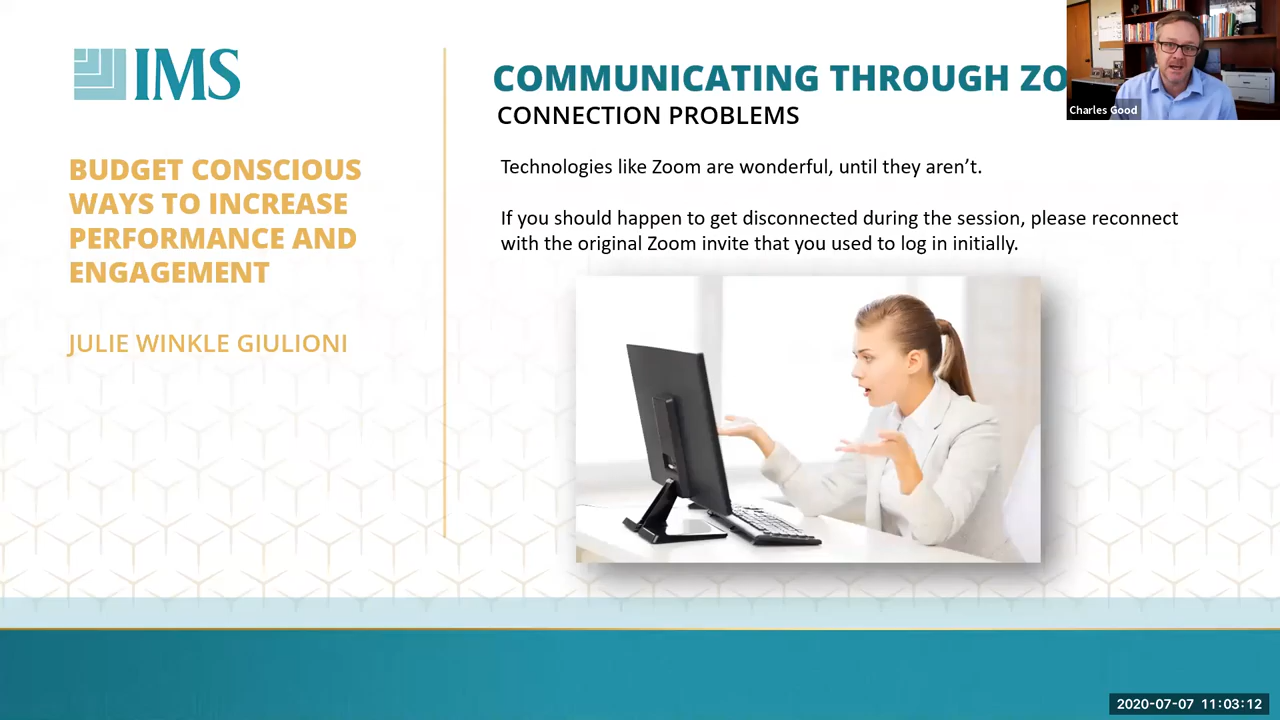 IMS
BUDGET CONSCIOUS
WAYS TO INCREASE
PERFORMANCE AND
ENGAGEMENT
JULIE WINKLE GIULIONI
COMMUNICATING THROUGH ZO
CONNECTION PROBLEMS
Technologies like Zoom are wonderful, until they aren’t.
If you should happen to get disconnected during the session, please reconnect
with the original Zoom invite that you used to log in initially.
Charles Good
2020-07-07 11:03:12